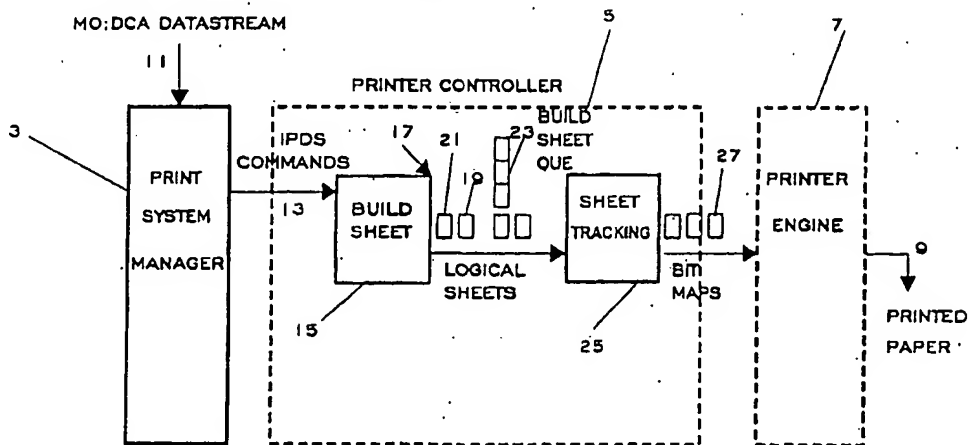 MO:DCA DATASTREAM
11
5
7
PRINTER CONTROLLER
3
IPDS
COMMANDS
13
17
21
19
23
BUILD
SHEET
QUE
27
PRINT
SYSTEM
MANAGER
BUILD
SHEET
SHEET
TRACKING
PRINTER
ENGINE
LOGICAL
SHEETS
BIT
MAPS
9
15
25
PRINTED
PAPER